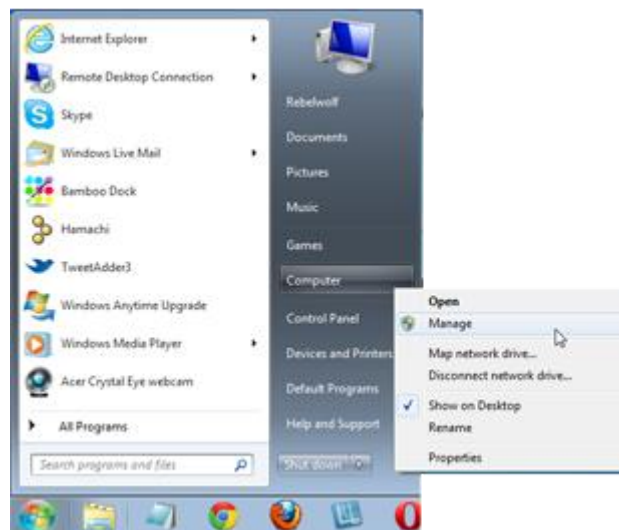 Internet Explorer
Remote Desktop Connection
Skype
Windows Live Mail
Bamboo Dock
Hamachi
TweetAdder3
Windows Anytime Upgrade
Windows Media Player
Acer Crystal Eye webcam
All Programs
Search programs and files
Rebelwolf
Documents
Pictures
Music
Games
Computer
Control Panel
Devices and Printers
Default Programs
Help and Support
Shut down
Open
Manage
Map network drive...
Disconnect network drive...
Show on Desktop
Rename
Properties